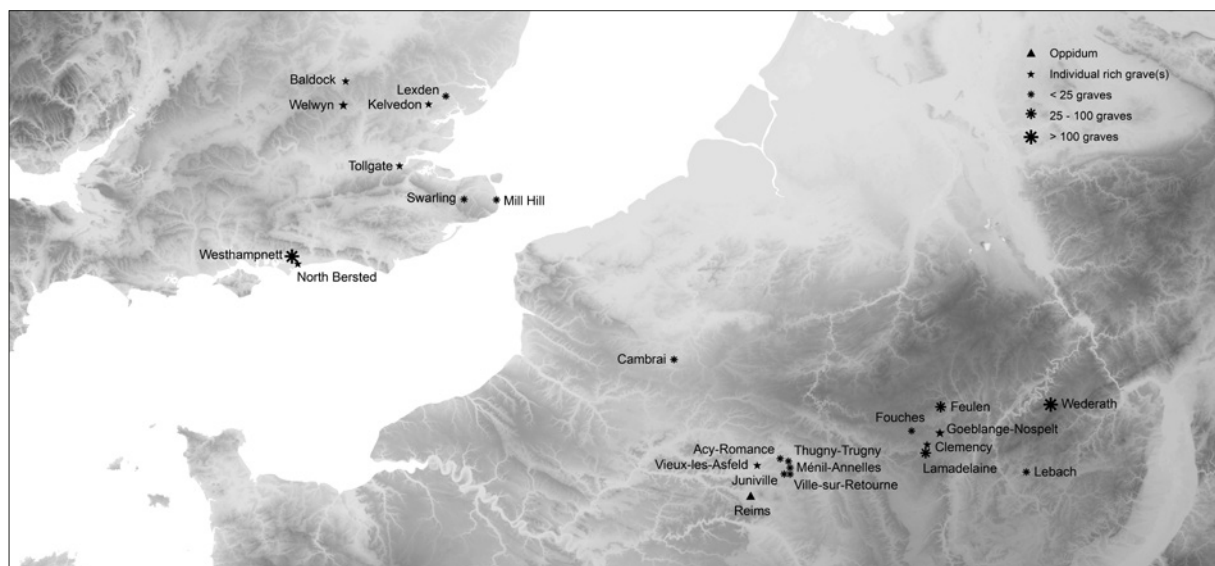 Oppidum
Individual rich grave(s)
< 25 graves
25 - 100 graves
> 100 graves
Baldock
Lexden
Welwyn
Kelvedon
Tollgate
Swarling
Mill Hill
Westhampnett
North Bersted
Cambrai
Feulen
Wederath
Fouches
Goeblange-Nospelt
Clemency
Lamadelaine
Lebach
Acy-Romance
Thugny-Trugny
Vieux-les-Asfeld
Ménil-Annelles
Juniville
Ville-sur-Retourne
Reims